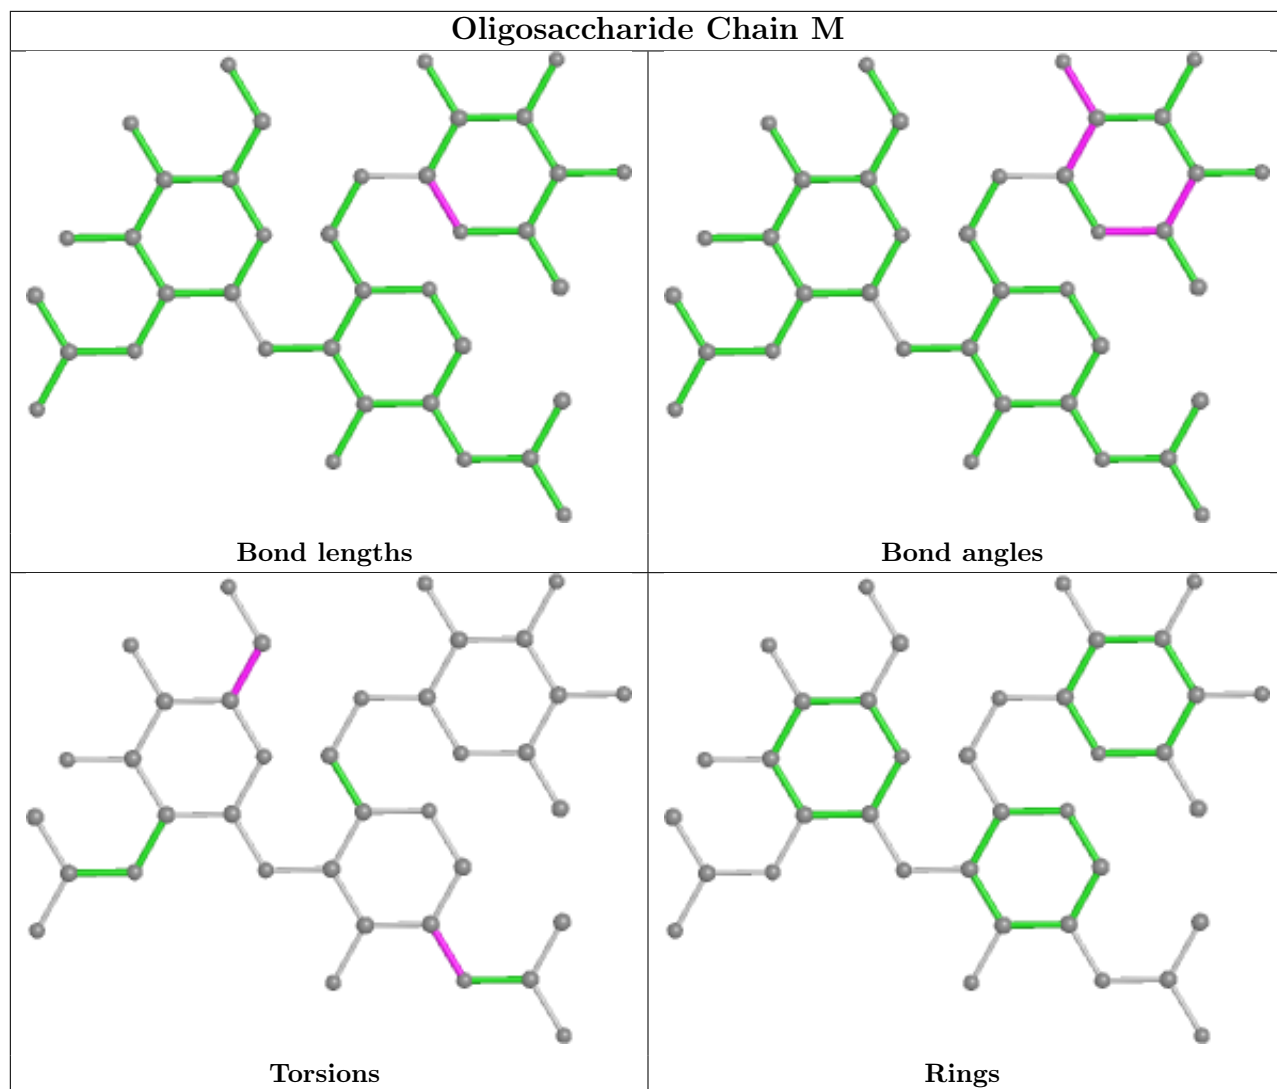 Oligosaccharide Chain M
Bond lengths
Bond angles
Torsions
Rings